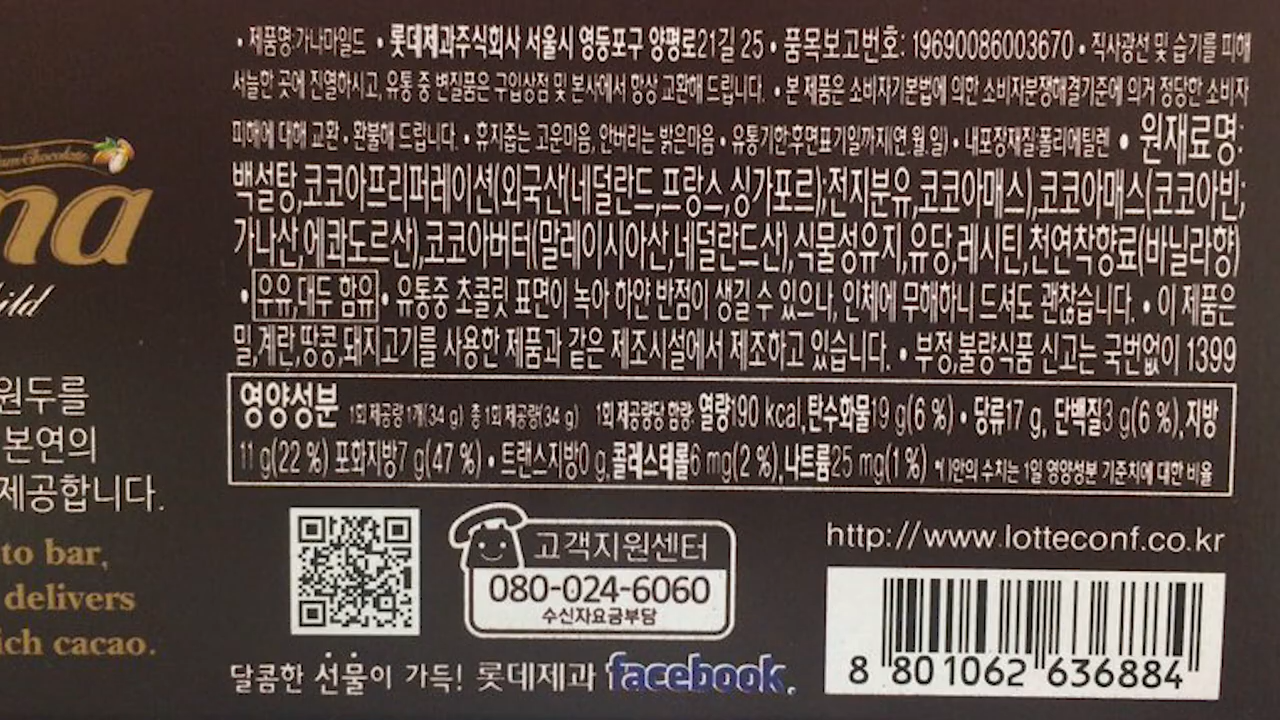 • 제품명:가나마일드 • 롯데제과주식회사 서울시 영등포구 양평로21길 25 • 품목보고번호: 19690086003670 • 직사광선 및 습기를 피해
서늘한 곳에 진열하시고, 유통 중 변질품은 구입상점 및 본사에서 항상 교환해 드립니다. • 본 제품은 소비자기본법에 의한 소비자분쟁해결기준에 의거 정당한 소비자
피해에 대해 교환 • 환불해 드립니다. • 휴지줍는 고운마음, 안버리는 밝은마음 • 유통기한:후면표기일까지(연.월.일) • 내포장재질:폴리에틸렌 • 원재료명:
백설탕,코코아프리퍼레이션(외국산(네덜란드,프랑스,싱가포르);전지분유,코코아매스),코코아매스(코코아빈;
가나산,에콰도르산),코코아버터(말레이시아산,네덜란드산),식물성유지,유당,레시틴,천연착향료(바닐라향)
• 우유,대두 함유 • 유통중 초콜릿 표면이 녹아 하얀 반점이 생길 수 있으나, 인체에 무해하니 드셔도 괜찮습니다. • 이 제품은
밀,계란,땅콩,돼지고기를 사용한 제품과 같은 제조시설에서 제조하고 있습니다. • 부정,불량식품 신고는 국번없이 1399
영양성분 1회 제공량 1개(34 g) 총 1회 제공량(34 g) 1회 제공량당 함량: 열량190 kcal,탄수화물19 g(6 %) • 당류17 g, 단백질3 g(6 %),지방
11 g(22 %) 포화지방7 g(47 %) • 트랜스지방0 g,콜레스테롤6 mg(2 %),나트륨25 mg(1 %) *( )안의 수치는 1일 영양성분 기준치에 대한 비율
um Chocolate
na
ild
원두를
본연의
제공합니다.
to bar,
delivers
ich cacao.
고객지원센터
080-024-6060
수신자요금부담
달콤한 선물이 가득! 롯데제과 facebook.
http://www.lotteconf.co.kr
8 801062 636884